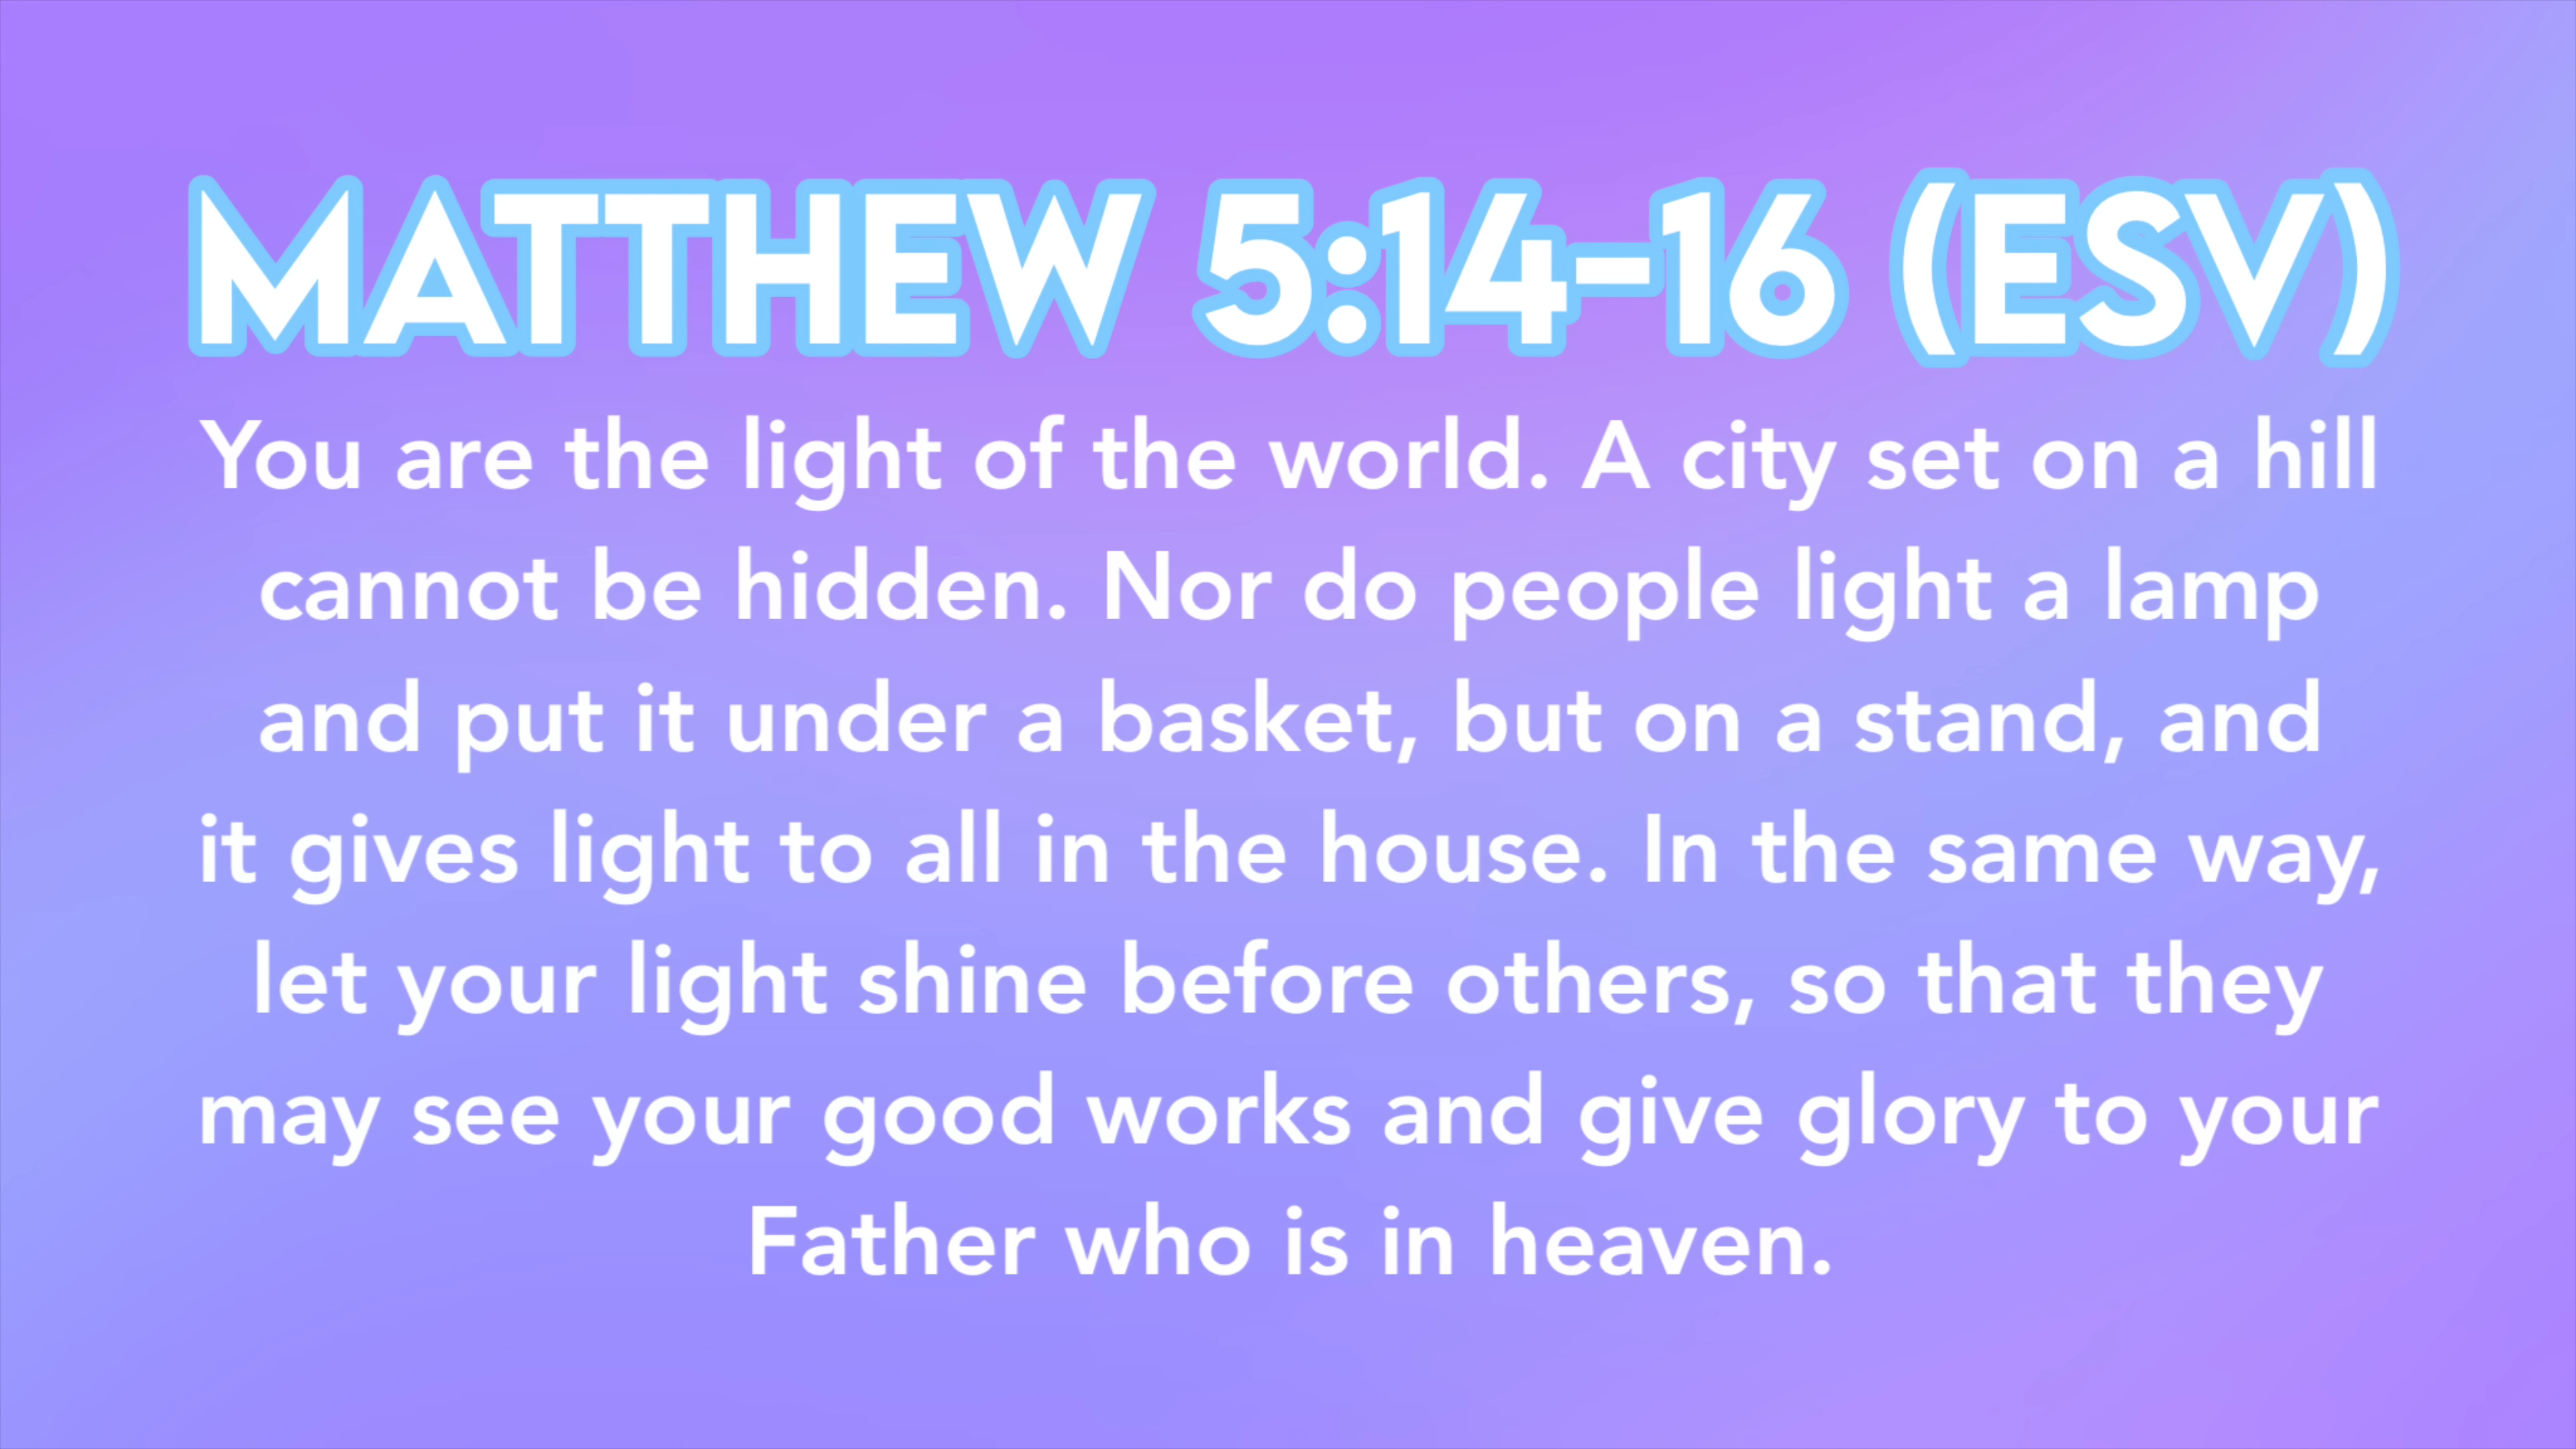 MATTHEW 5:14-16 (ESV)
You are the light of the world. A city set on a hill
cannot be hidden. Nor do people light a lamp
and put it under a basket, but on a stand, and
it gives light to all in the house. In the same way,
let your light shine before others, so that they
may see your good works and give glory to your
Father who is in heaven.